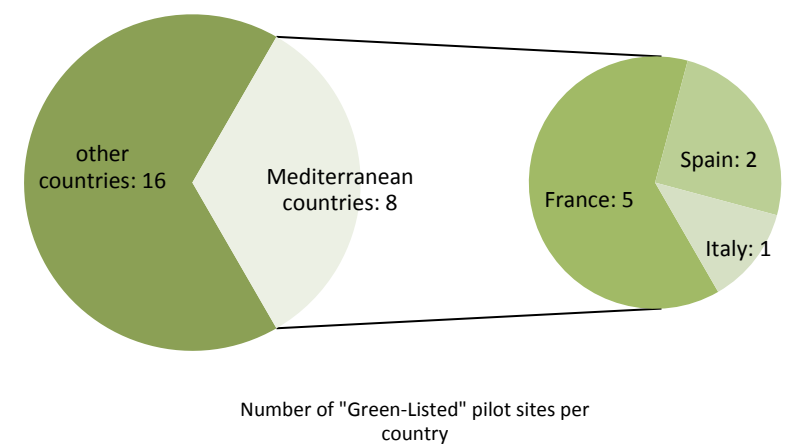 other
countries: 16
Mediterranean
countries: 8
France: 5
Spain: 2
Italy: 1
Number of "Green-Listed" pilot sites per
country